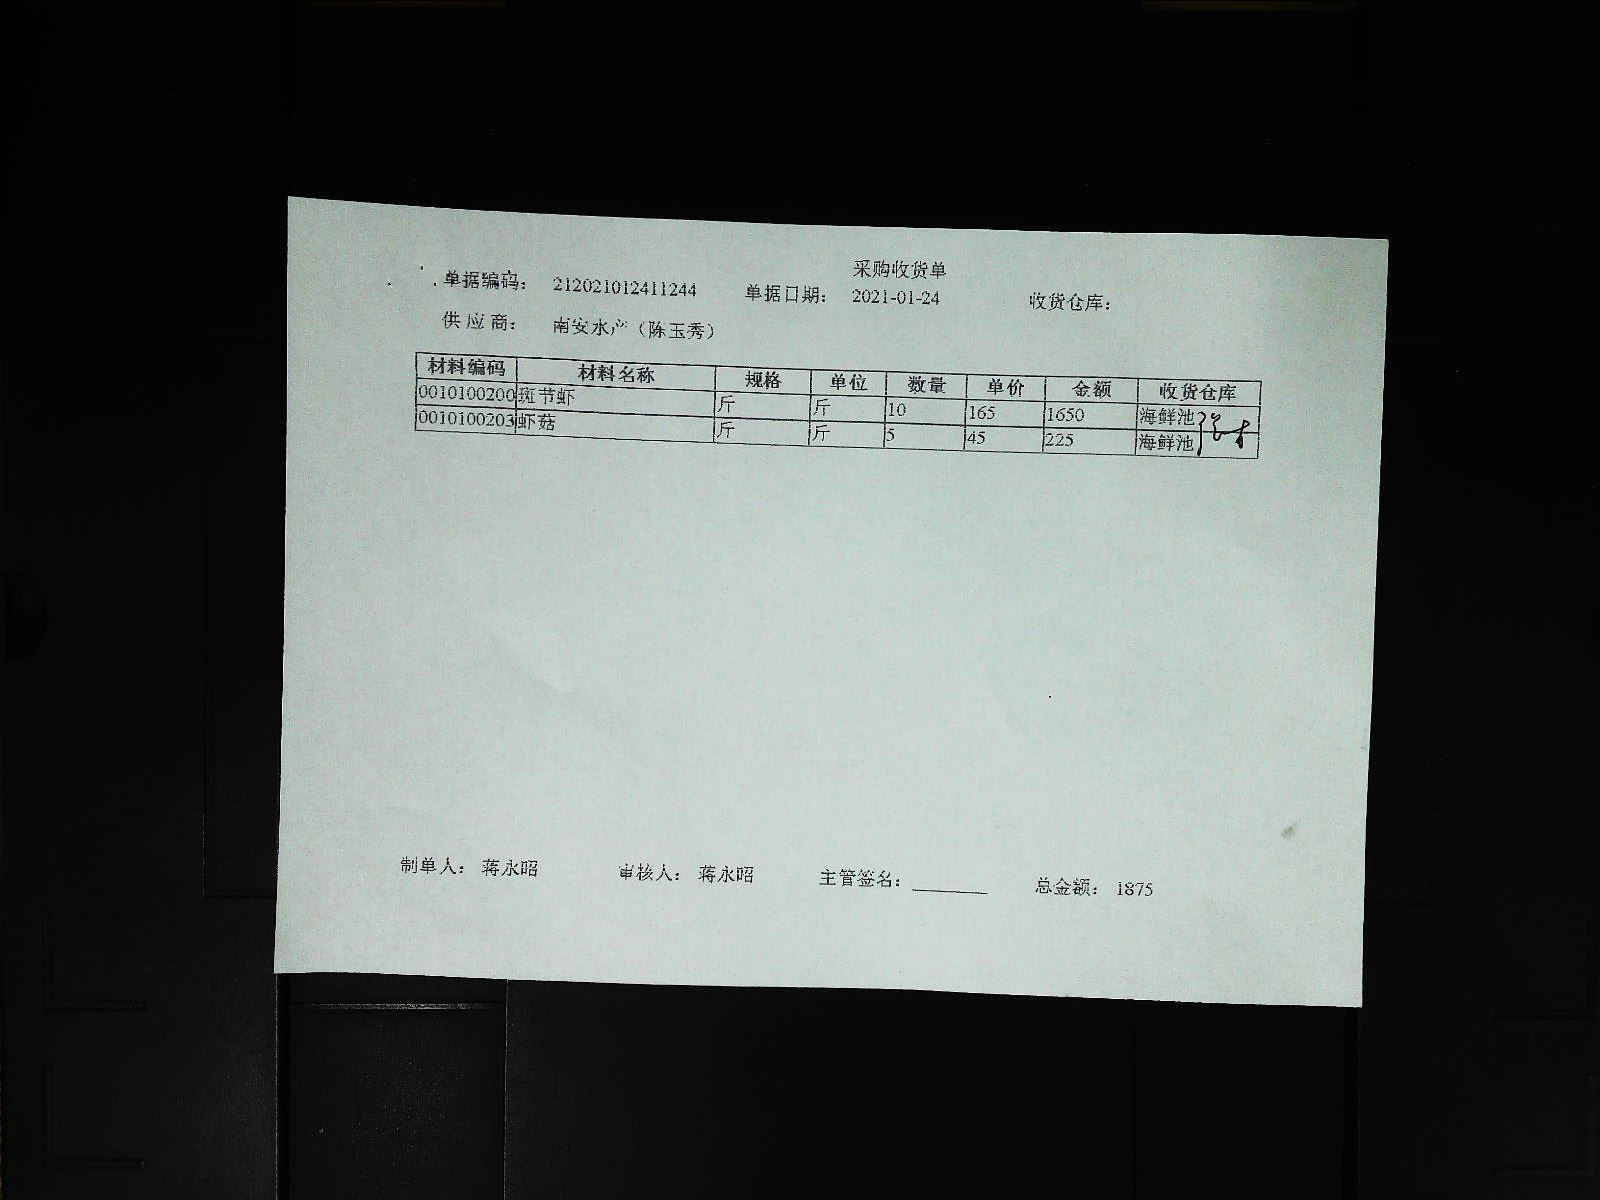 采购收货单
单据编码： 212021012411244 单据日期： 2021-01-24 收货仓库：
供 应 商： 南安水产（陈玉秀）
材料编码 材料名称 规格 单位 数量 单价 金额 收货仓库
0010100200 斑节虾 斤 斤 10 165 1650 海鲜池
0010100203 虾菇 斤 斤 5 45 225 海鲜池
制单人： 蒋永昭 审核人： 蒋永昭 主管签名： 总金额： 1875